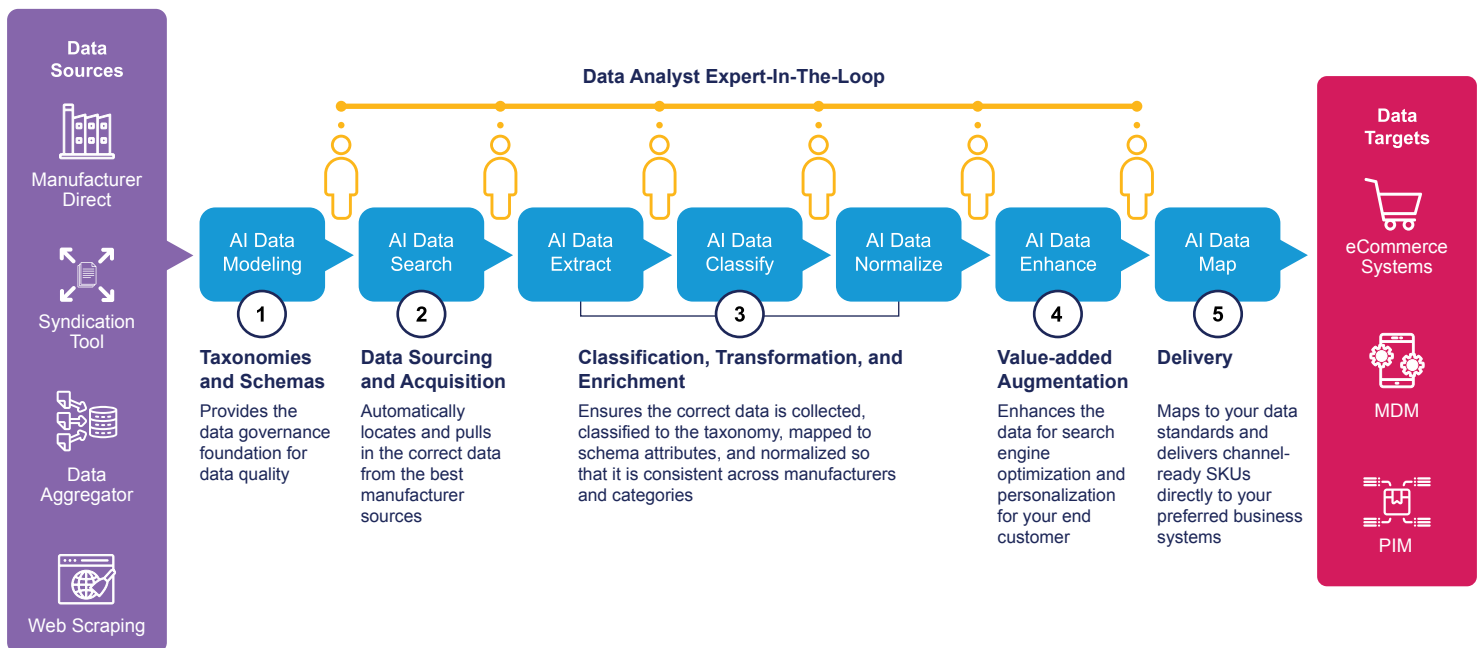 Data
Sources
Manufacturer
Direct
Syndication
Tool
Data
Aggregator
Web Scraping
Data Analyst Expert-In-The-Loop
AI Data
Modeling
AI Data
Search
AI Data
Extract
AI Data
Classify
AI Data
Normalize
AI Data
Enhance
AI Data
Map
1
Taxonomies
and Schemas
Provides the
data governance
foundation for
data quality
2
Data Sourcing
and Acquisition
Automatically
locates and pulls
in the correct data
from the best
manufacturer
sources
3
Classification, Transformation, and
Enrichment
Ensures the correct data is collected,
classified to the taxonomy, mapped to
schema attributes, and normalized so
that it is consistent across manufacturers
and categories
4
Value-added
Augmentation
Enhances the
data for search
engine
optimization and
personalization
for your end
customer
5
Delivery
Maps to your data
standards and
delivers channel-
ready SKUs
directly to your
preferred business
systems
Data
Targets
eCommerce
Systems
MDM
PIM